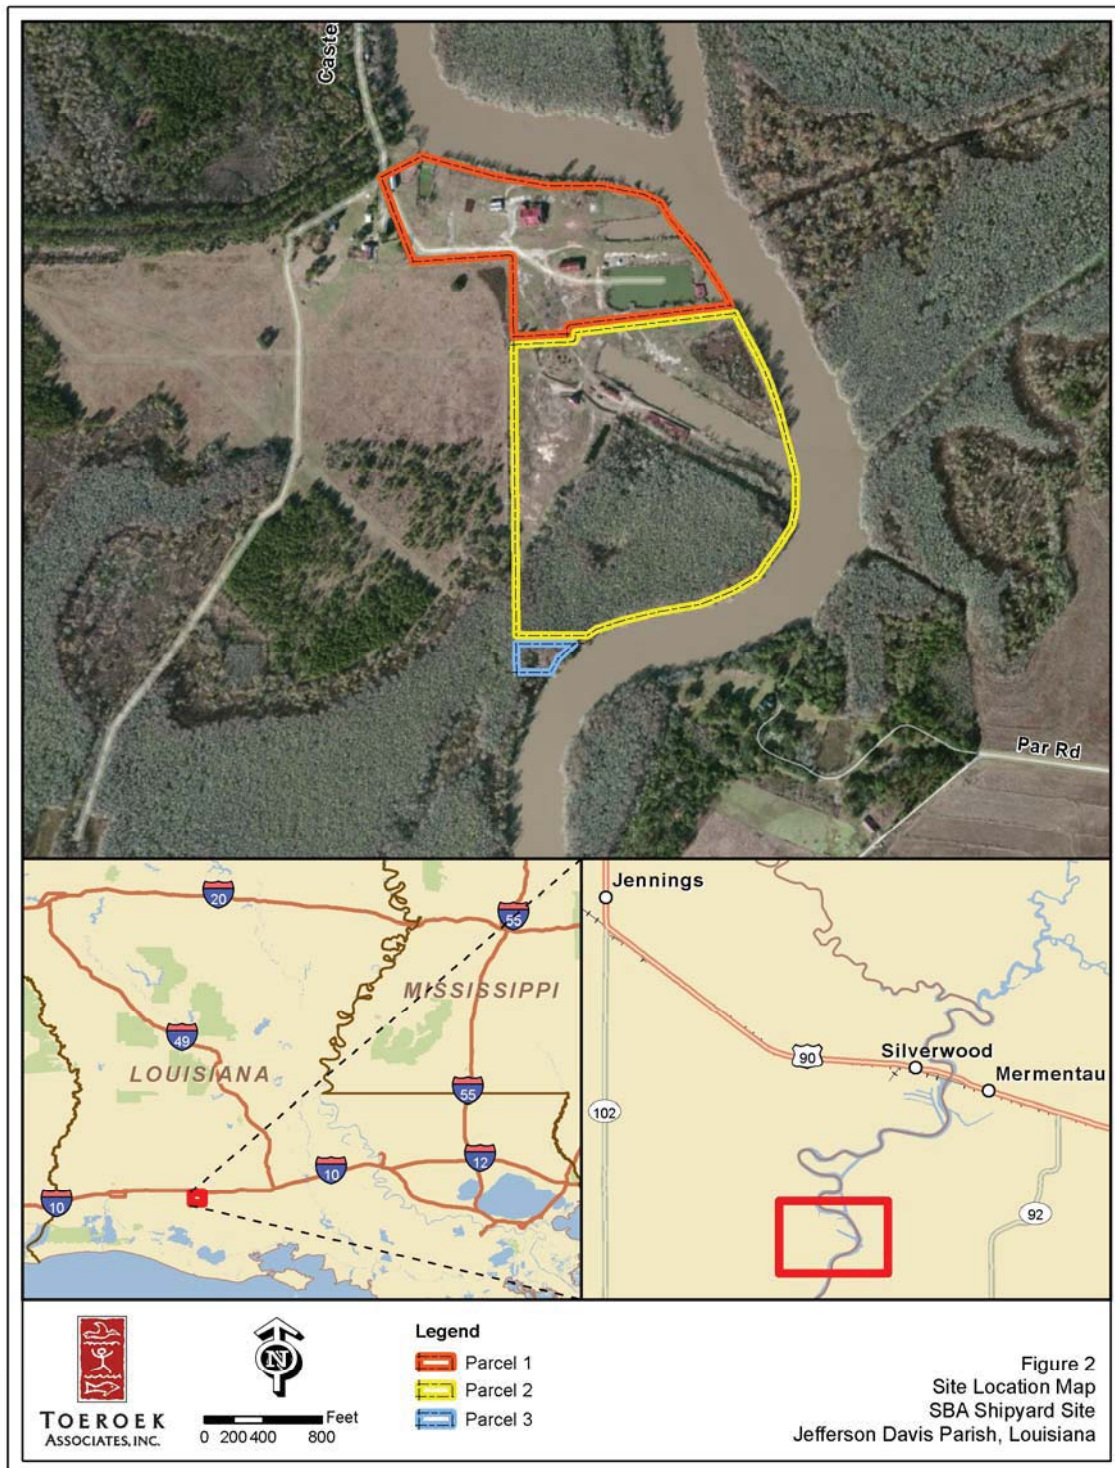 Caste
Par Rd
20
55
MISSISSIPPI
49
LOUISIANA
55
12
10
10
Jennings
90
Silverwood
Mermentau
102
92
TOEROEK
ASSOCIATES, INC.
N
Feet
0 200 400 800
Legend
Parcel 1
Parcel 2
Parcel 3
Figure 2
Site Location Map
SBA Shipyard Site
Jefferson Davis Parish, Louisiana